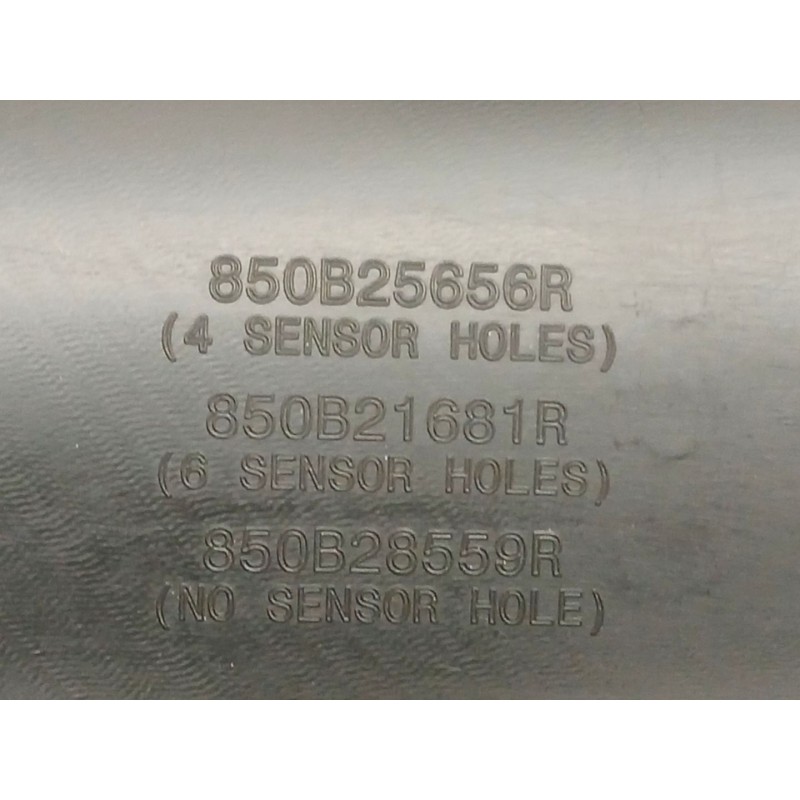 850B25656R
(4 SENSOR HOLES)
850B21681R
(6 SENSOR HOLES)
850B28559R
(NO SENSOR HOLE)